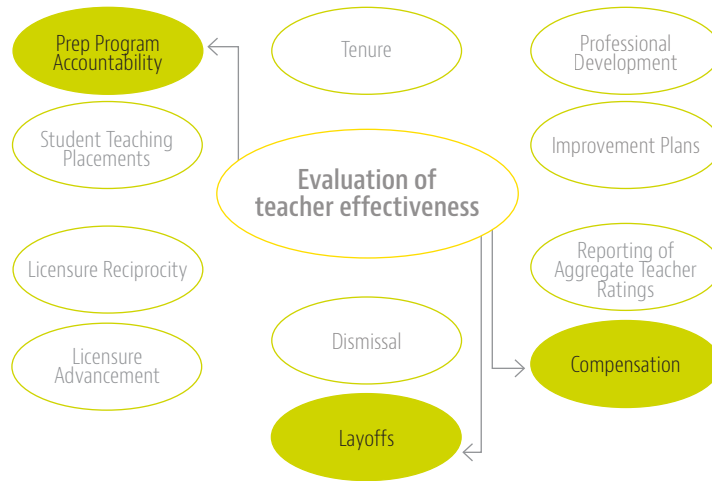 Prep Program
Accountability
Tenure
Professional
Development
Student Teaching
Placements
Improvement Plans
Evaluation of
teacher effectiveness
Licensure Reciprocity
Reporting of
Aggregate Teacher
Ratings
Dismissal
Licensure
Advancement
Compensation
Layoffs